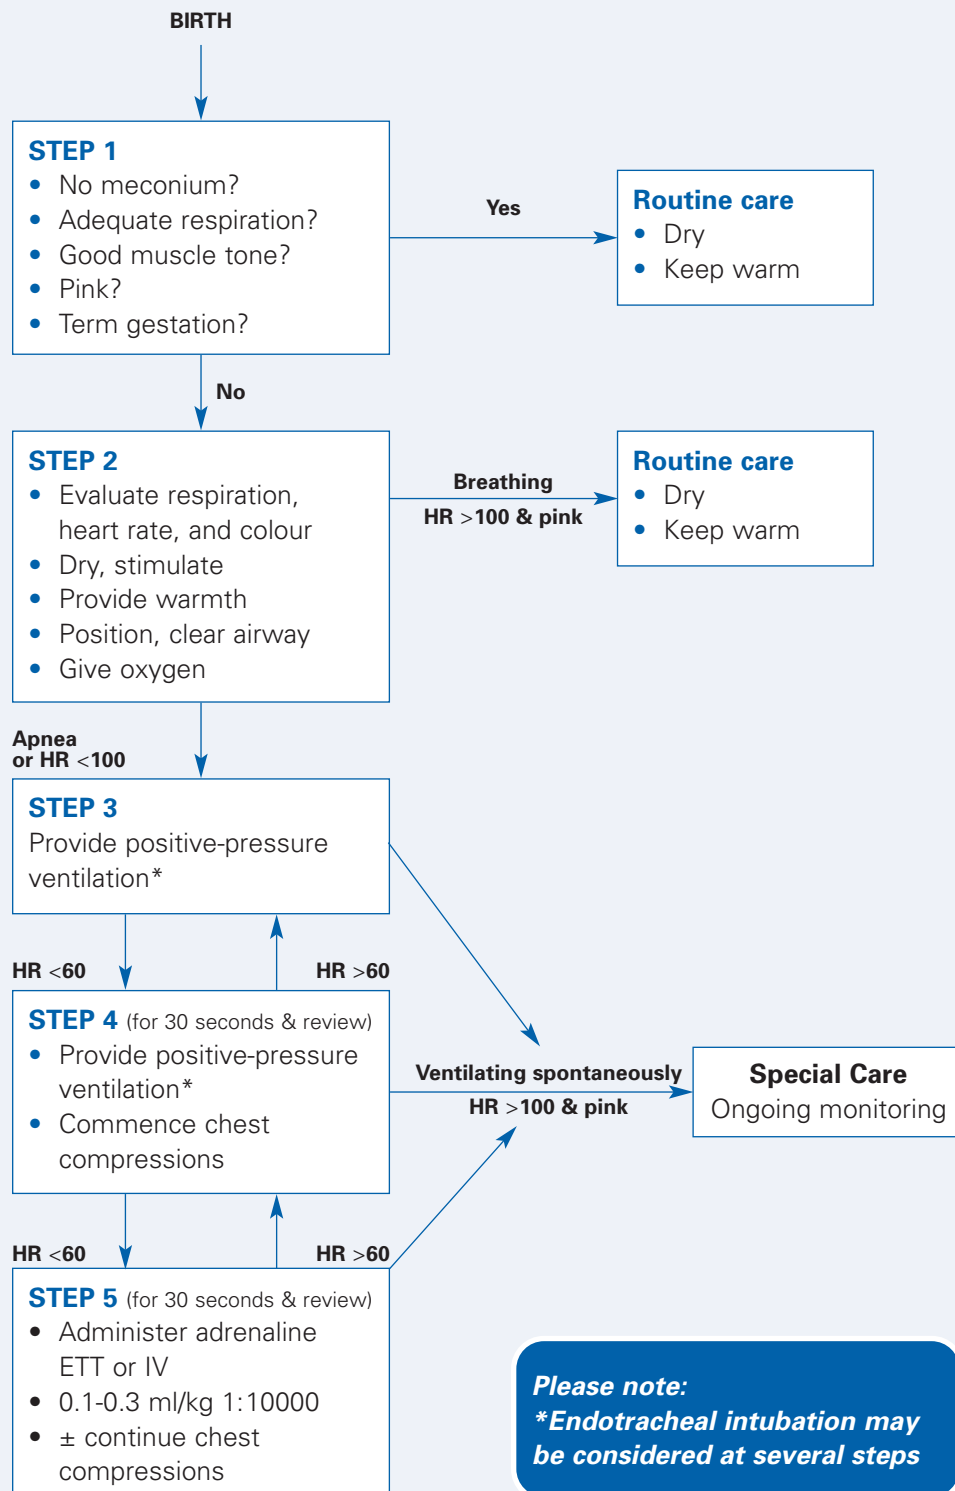 BIRTH
STEP 1
• No meconium?
• Adequate respiration?
• Good muscle tone?
• Pink?
• Term gestation?
Yes
Routine care
• Dry
• Keep warm
No
STEP 2
• Evaluate respiration,
heart rate, and colour
• Dry, stimulate
• Provide warmth
• Position, clear airway
• Give oxygen
Breathing
HR >100 & pink
Routine care
• Dry
• Keep warm
Apnea
or HR <100
STEP 3
Provide positive-pressure
ventilation*
HR <60
HR >60
STEP 4 (for 30 seconds & review)
• Provide positive-pressure
ventilation*
• Commence chest
compressions
Ventilating spontaneously
HR >100 & pink
Special Care
Ongoing monitoring
HR <60
HR >60
STEP 5 (for 30 seconds & review)
• Administer adrenaline
ETT or IV
• 0.1-0.3 ml/kg 1:10000
• ± continue chest
compressions
Please note:
*Endotracheal intubation may
be considered at several steps